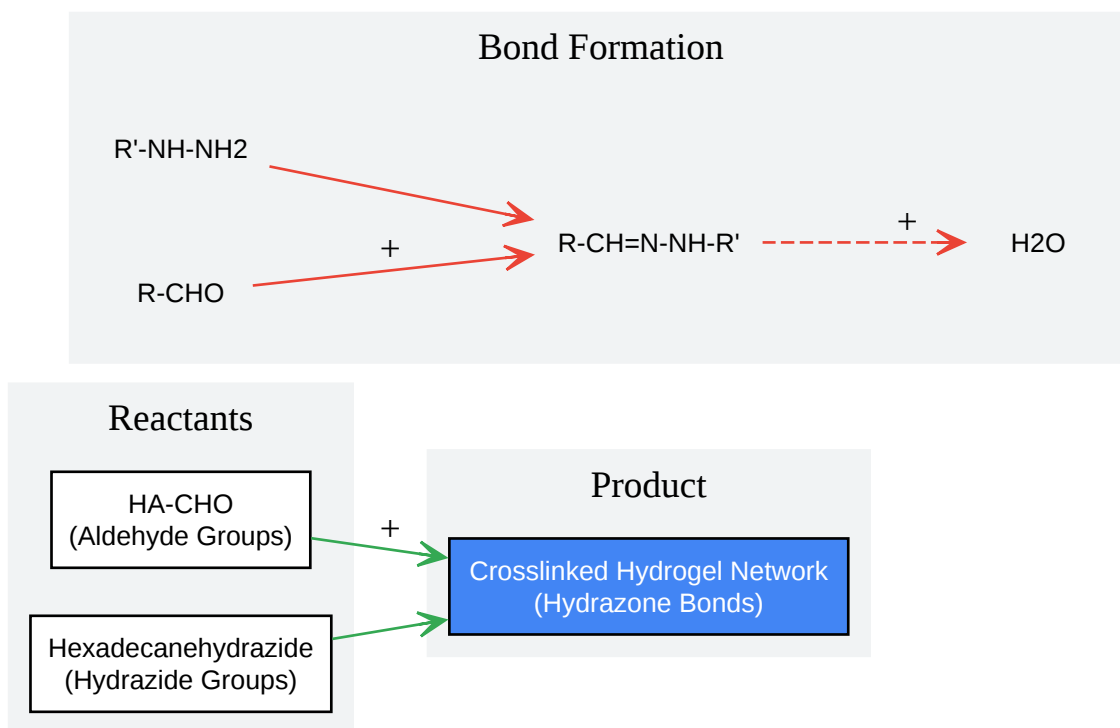 Bond Formation
R'-NH-NH2
+
R-CHO
R-CH=N-NH-R'
+
H2O
Reactants
HA-CHO
(Aldehyde Groups)
Hexadecanehydrazide
(Hydrazide Groups)
+
Product
Crosslinked Hydrogel Network
(Hydrazone Bonds)